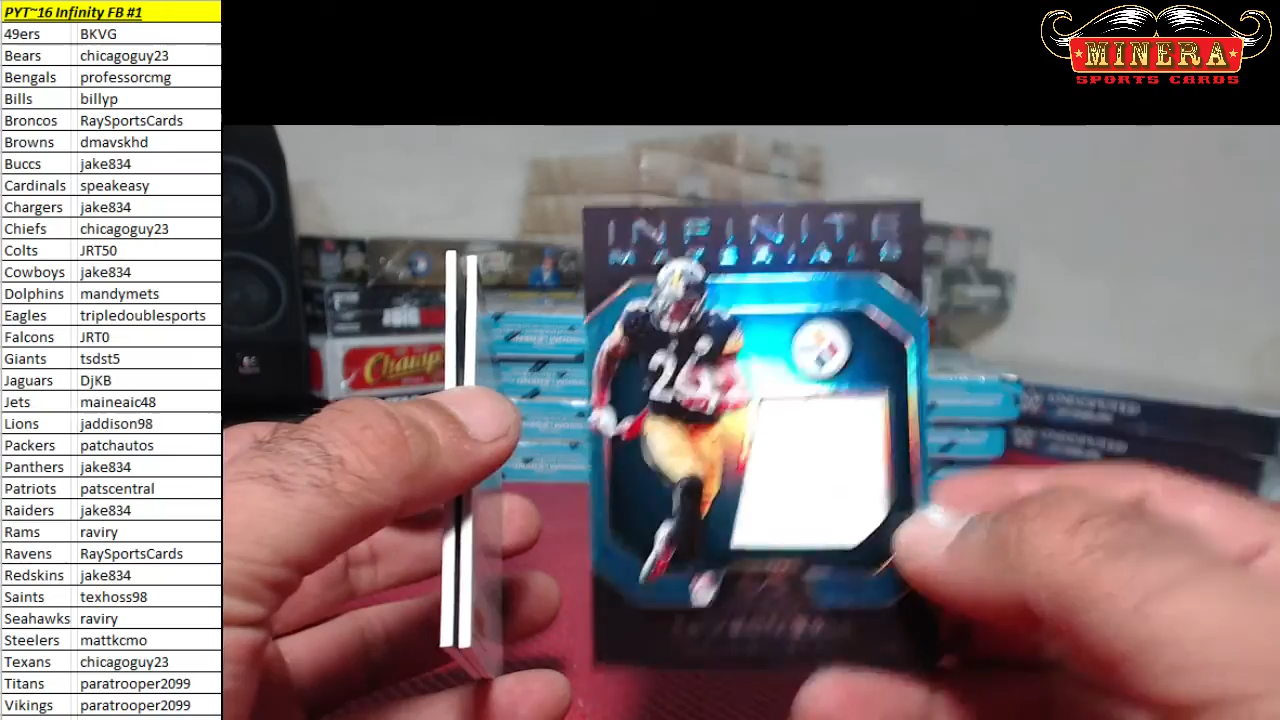 PYT~16 Infinity FB #1
49ers BKVG
Bears chicagoguy23
Bengals professorcmg
Bills billyp
Broncos RaySportsCards
Browns dmavskhd
Buccs jake834
Cardinals speakeasy
Chargers jake834
Chiefs chicagoguy23
Colts JRT50
Cowboys jake834
Dolphins mandymets
Eagles tripledoublesports
Falcons JRT0
Giants tsdst5
Jaguars DjKB
Jets maineaic48
Lions jaddison98
Packers patchautos
Panthers jake834
Patriots patscentral
Raiders jake834
Rams raviry
Ravens RaySportsCards
Redskins jake834
Saints texhoss98
Seahawks raviry
Steelers mattkcmo
Texans chicagoguy23
Titans paratrooper2099
Vikings paratrooper2099
MINERA
SPORTS CARDS
INFINITE
MATERIALS
26
Champ